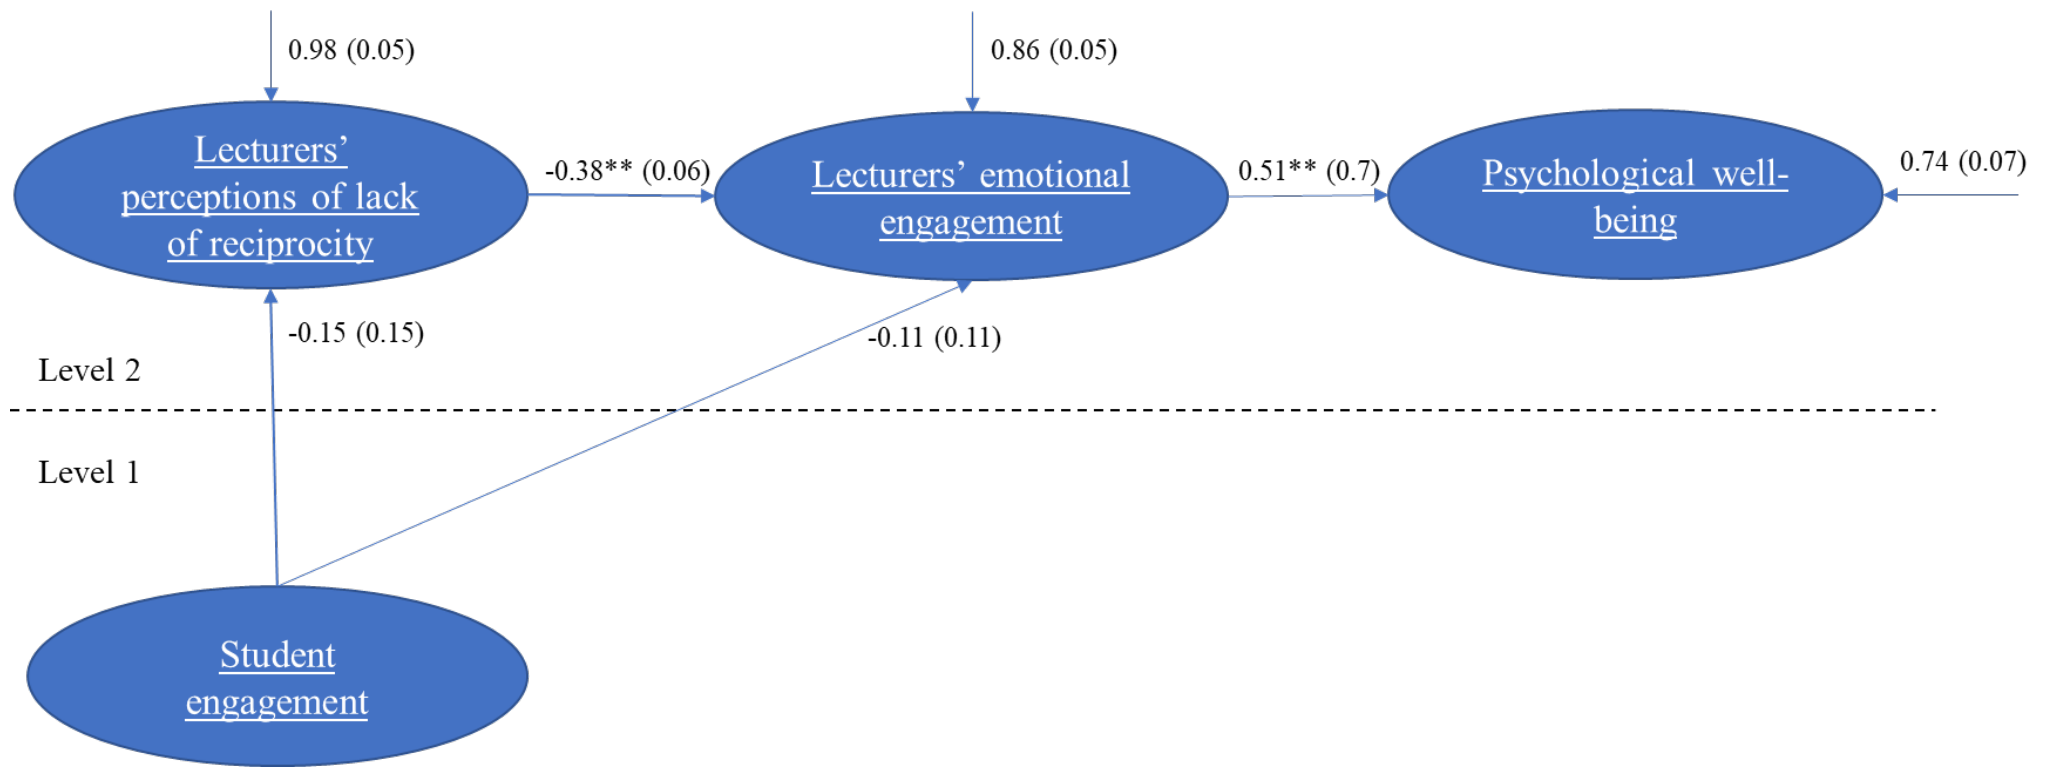 0.98 (0.05)
0.86 (0.05)
Lecturers’
perceptions of lack
of reciprocity
-0.38** (0.06)
Lecturers’ emotional
engagement
0.51** (0.7)
Psychological well-
being
0.74 (0.07)
-0.15 (0.15)
-0.11 (0.11)
Level 2
Level 1
Student
engagement